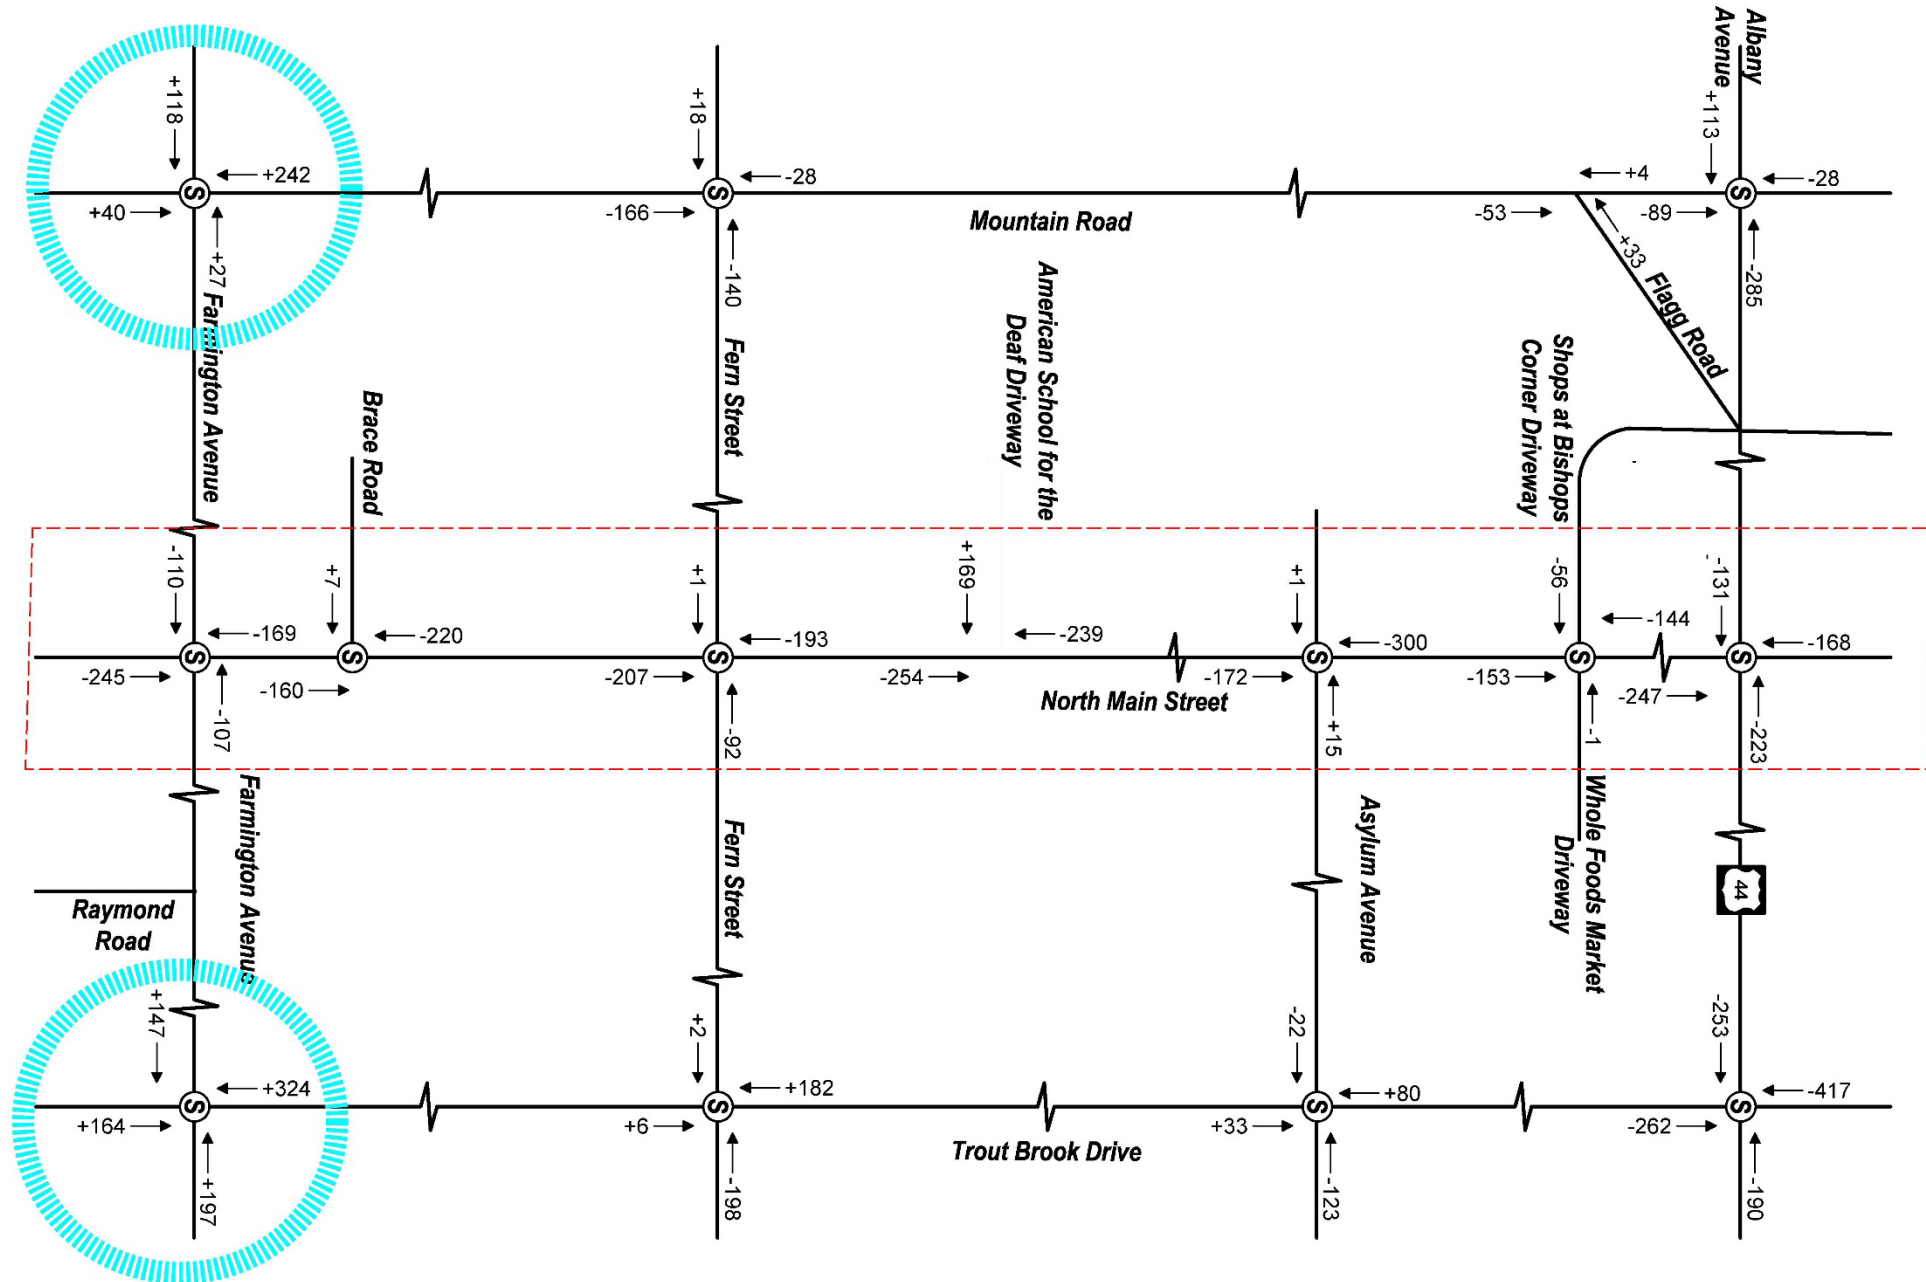 Albany
Avenue
+118
+18
+113
+242
-28
+4
-28
+40
-166
Mountain Road
-53
-89
+27
-140
+33
-285
Farmington Avenue
Fern Street
American School for the
Deaf Driveway
Flagg Road
Shops at Bishops
Corner Driveway
Brace Road
-110
+7
+1
+169
+1
-56
-131
-169
-220
-193
-239
-300
-144
-168
-245
-160
-207
-254
-172
-153
-247
North Main Street
-107
-92
+15
-1
-223
Farmington Avenue
Fern Street
Asylum Avenue
Whole Foods Market
Driveway
44
Raymond
Road
+147
+2
-22
-253
+324
+182
+80
-417
+164
+6
+33
-262
Trout Brook Drive
+197
-198
-123
-190
S
S
S
S
S
S
S
S
S
S
S
S
S